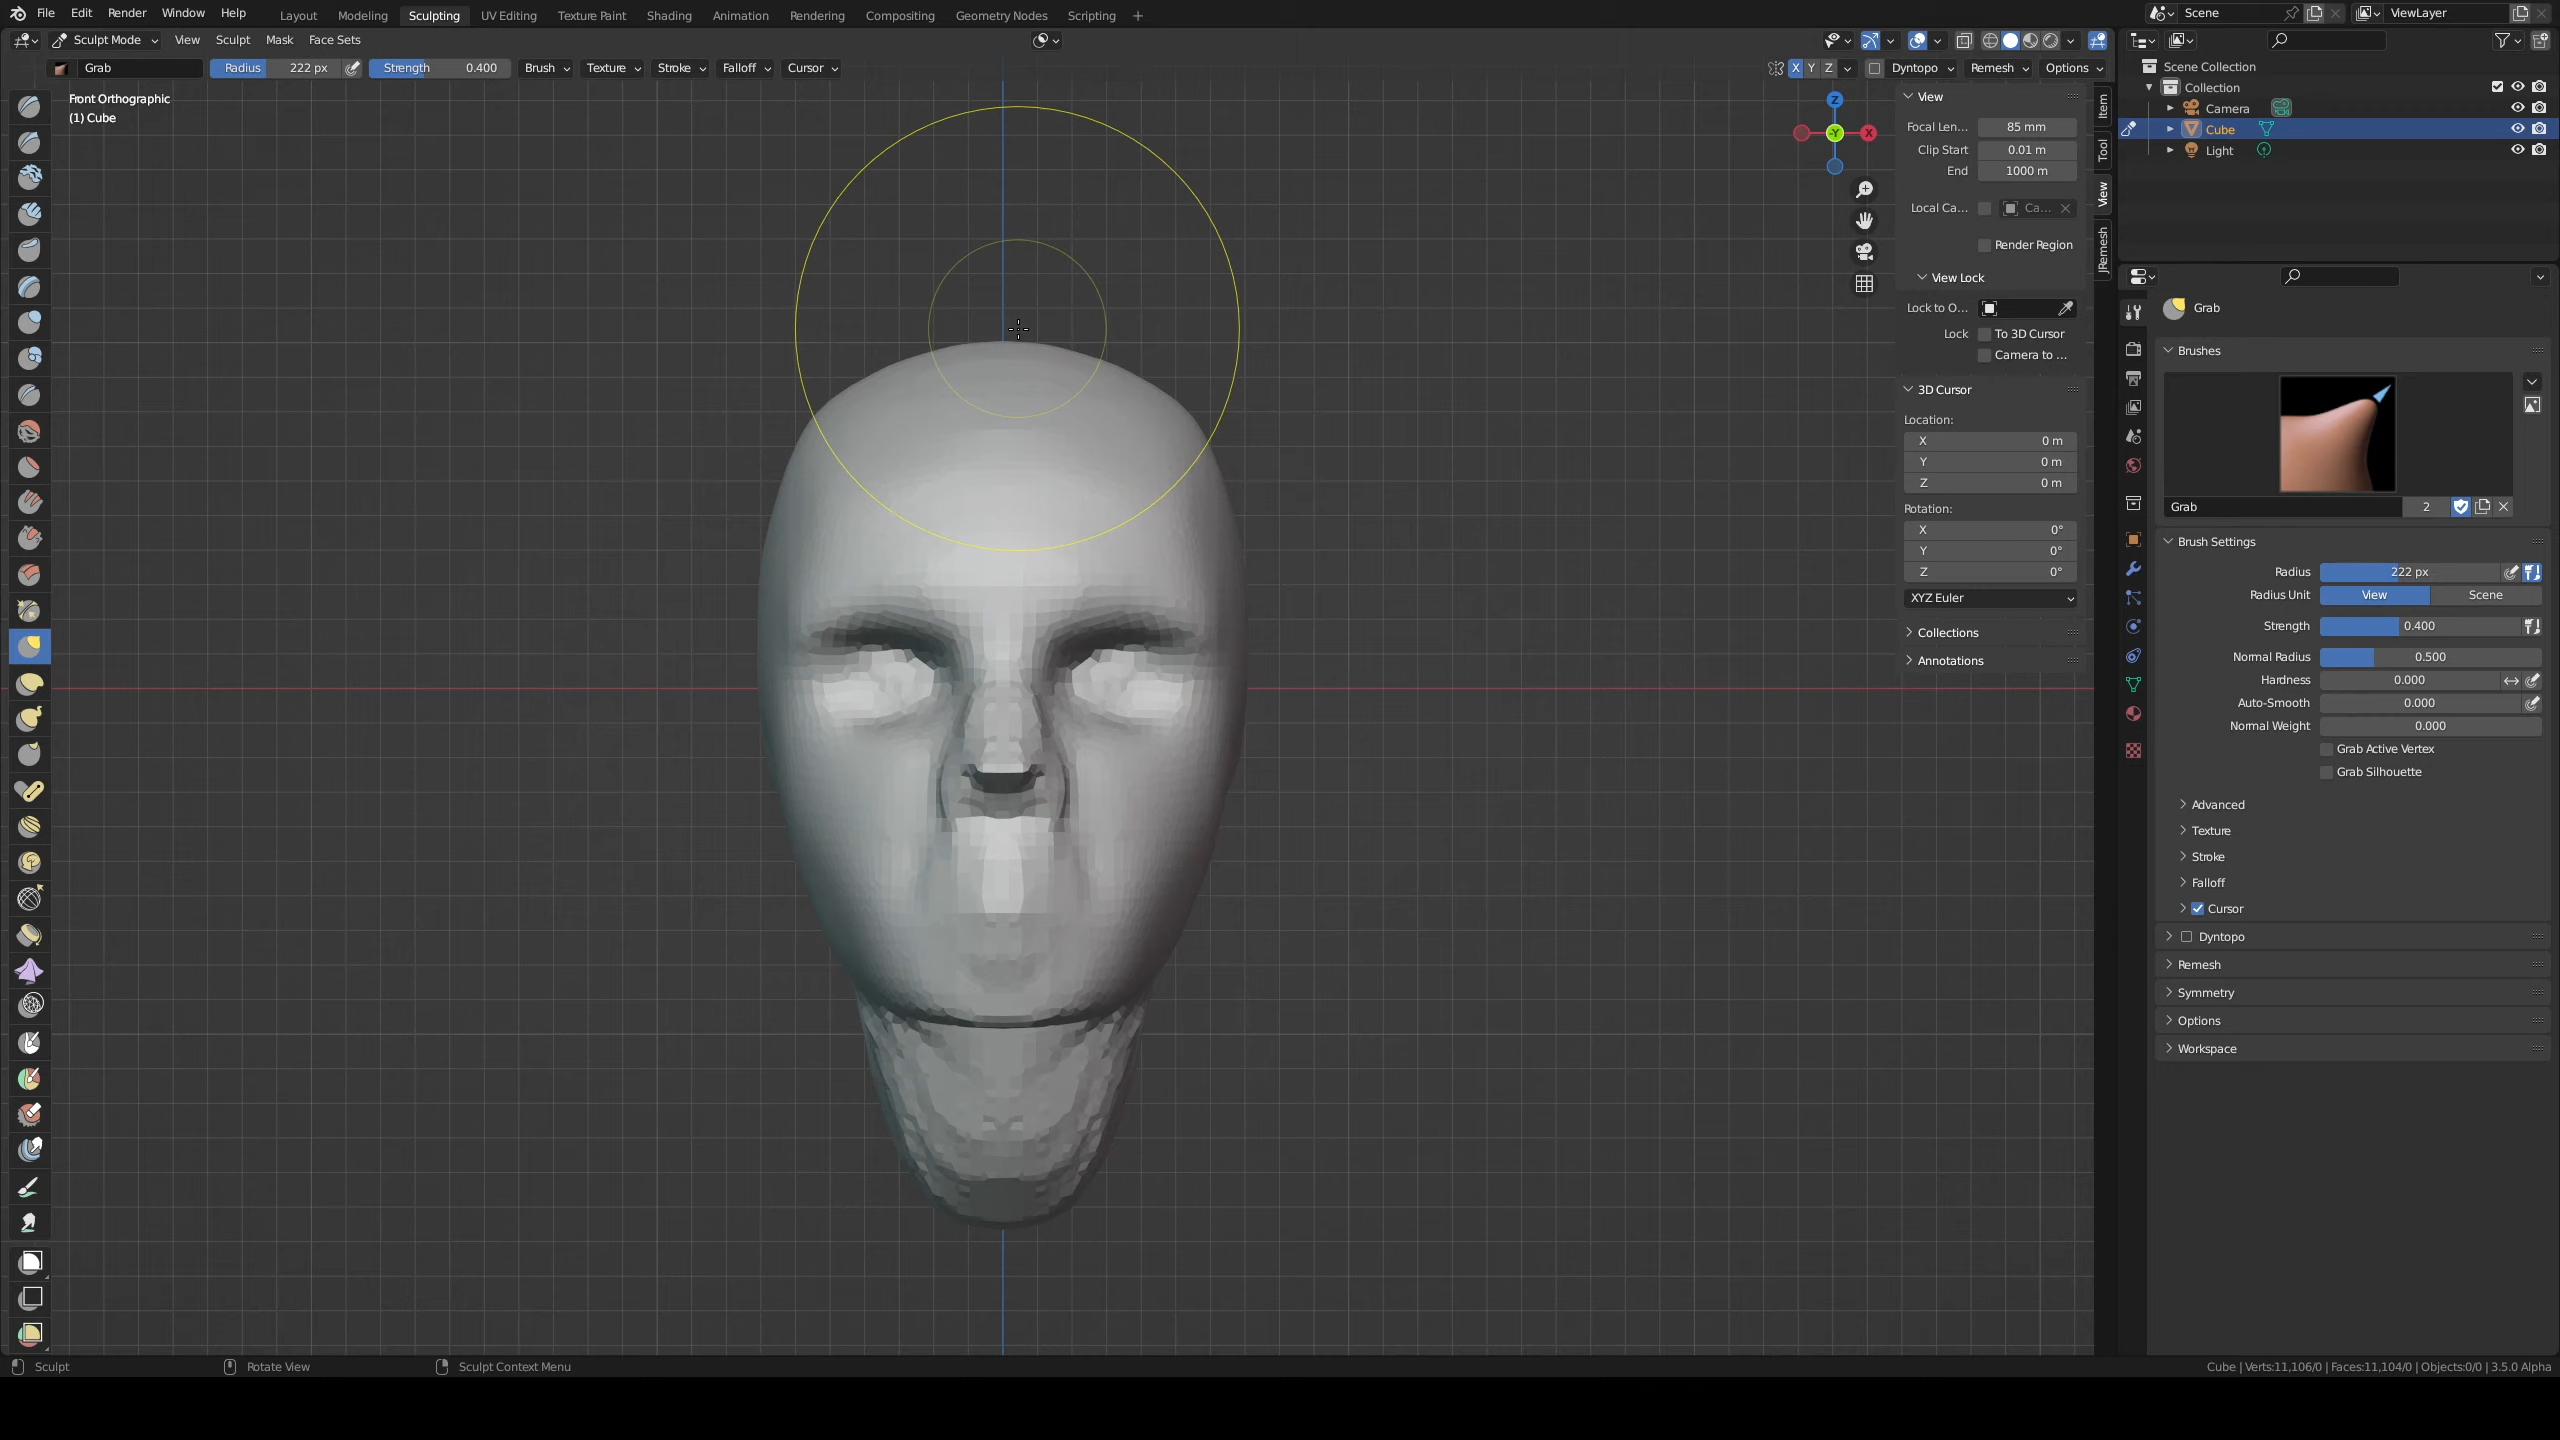 File Edit Render Window Help Layout Modeling Sculpting UV Editing Texture Paint Shading Animation Rendering Compositing Geometry Nodes Scripting + Scene ViewLayer
Sculpt Mode View Sculpt Mask Face Sets
Grab Radius 222 px Strength 0.400 Brush Texture Stroke Falloff Cursor X Y Z Dyntopo Remesh Options
Front Orthographic
(1) Cube
Z
Y
X
View
Focal Len... 85 mm
Clip Start 0.01 m
End 1000 m
Local Ca... Ca...
Render Region
View Lock
Lock to O...
Lock To 3D Cursor
Camera to ...
3D Cursor
Location:
X 0 m
Y 0 m
Z 0 m
Rotation:
X 0°
Y 0°
Z 0°
XYZ Euler
Collections
Annotations
Item
Tool
View
JRemesh
Scene Collection
Collection
Camera
Cube
Light
Grab
Brushes
Grab 2
Brush Settings
Radius 222 px
Radius Unit View Scene
Strength 0.400
Normal Radius 0.500
Hardness 0.000
Auto-Smooth 0.000
Normal Weight 0.000
Grab Active Vertex
Grab Silhouette
Advanced
Texture
Stroke
Falloff
Cursor
Dyntopo
Remesh
Symmetry
Options
Workspace
Sculpt Rotate View Sculpt Context Menu Cube | Verts:11,106/0 | Faces:11,104/0 | Objects:0/0 | 3.5.0 Alpha